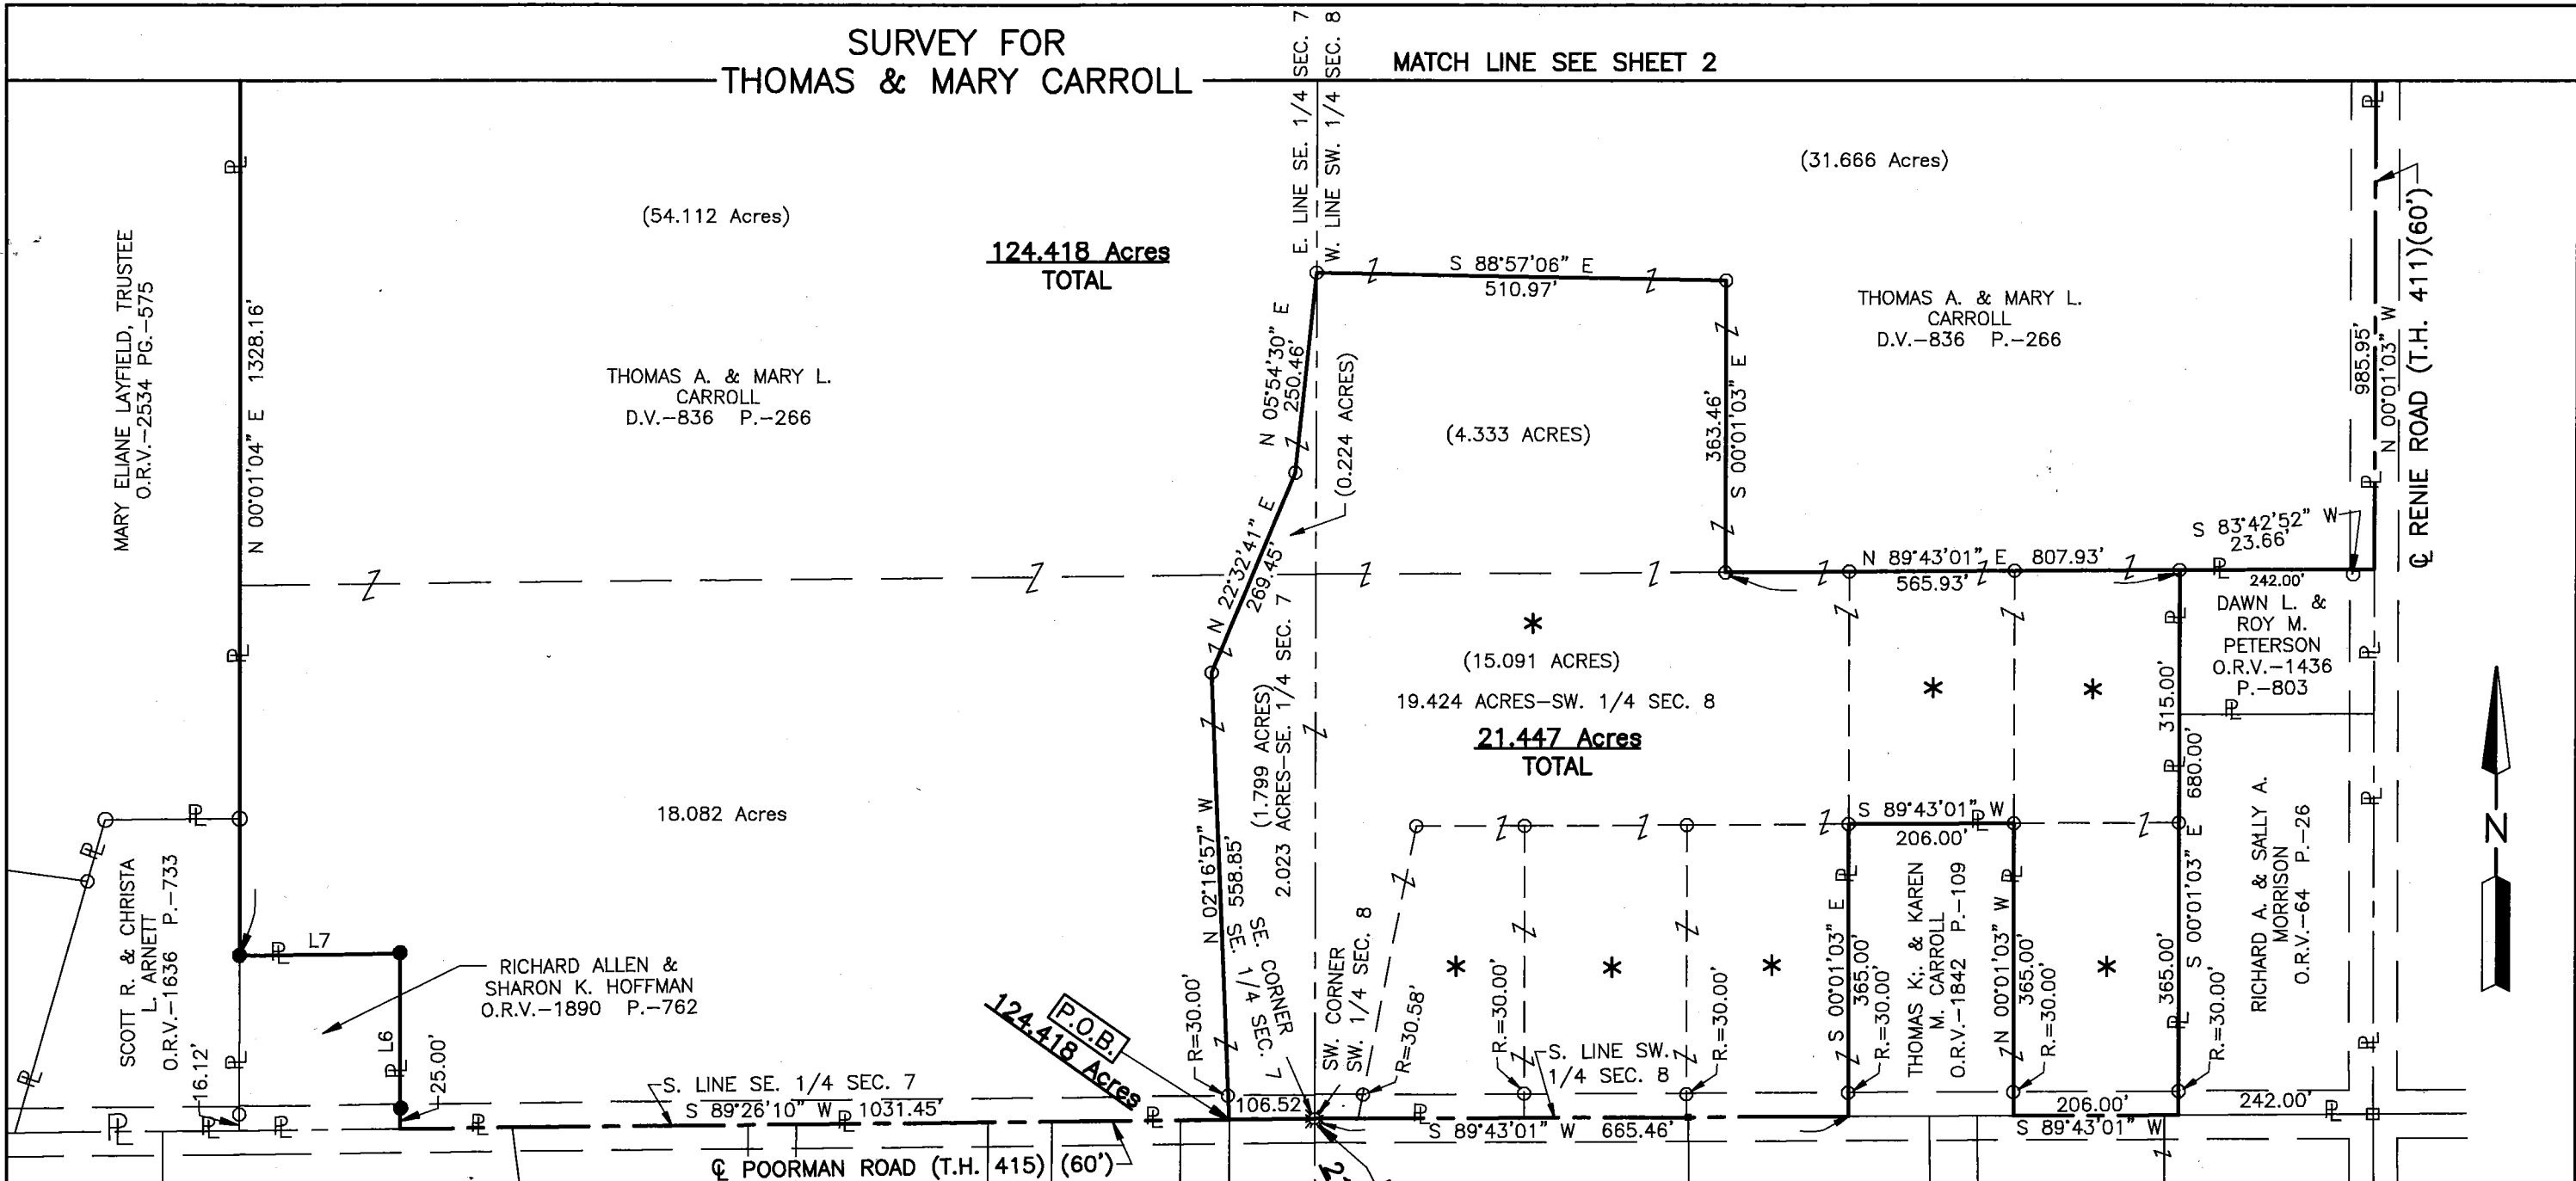 SURVEY FOR
THOMAS & MARY CARROLL
MATCH LINE SEE SHEET 2
E. LINE SE. 1/4 SEC. 7
W. LINE SW. 1/4 SEC. 8
(31.666 Acres)
(54.112 Acres)
124.418 Acres
TOTAL
MARY ELIANE LAYFIELD, TRUSTEE
O.R.V.-2534 PG.-575
N 00°01'04" E 1328.16'
THOMAS A. & MARY L.
CARROLL
D.V.-836 P.-266
S 88°57'06" E
510.97'
N 05°54'30" E
250.46'
(0.224 ACRES)
(4.333 ACRES)
363.46'
S 00°01'03" E
THOMAS A. & MARY L.
CARROLL
D.V.-836 P.-266
985.95'
N 00°01'03" W
℄ RENIE ROAD (T.H. 411)(60')
S 83°42'52" W
23.66'
N 22°32'41" E
269.45'
N 89°43'01" E 807.93'
565.93'
242.00'
DAWN L. &
ROY M.
PETERSON
O.R.V.-1436
P.-803
*
(15.091 ACRES)
19.424 ACRES-SW. 1/4 SEC. 8
21.447 Acres
TOTAL
*
*
315.00'
680.00'
S 00°01'03" E
365.00'
(1.799 ACRES)
2.023 ACRES-SE. 1/4 SEC. 7
18.082 Acres
N 02°16'57" W
558.85'
SE. CORNER
SE. 1/4 SEC. 7
SW. CORNER
SW. 1/4 SEC. 8
S 89°43'01" W
206.00'
SCOTT R. & CHRISTA
L. ARNETT
O.R.V.-1636 P.-733
L7
L6
RICHARD ALLEN &
SHARON K. HOFFMAN
O.R.V.-1890 P.-762
16.12'
25.00'
P.O.B.
124.418 Acres
R=30.00'
R=30.58'
*
R.=30.00'
*
R.=30.00'
*
S 00°01'03" E
365.00'
R.=30.00'
THOMAS K. & KAREN
M. CARROLL
O.R.V.-1842 P.-109
N 00°01'03" W
365.00'
R.=30.00'
*
R.=30.00'
RICHARD A. & SALLY A.
MORRISON
O.R.V.-64 P.-26
N
S. LINE SE. 1/4 SEC. 7
S 89°26'10" W 1031.45'
106.52'
S. LINE SW.
1/4 SEC. 8
S 89°43'01" W 665.46'
206.00'
S 89°43'01" W
242.00'
℄ POORMAN ROAD (T.H. 415) (60')